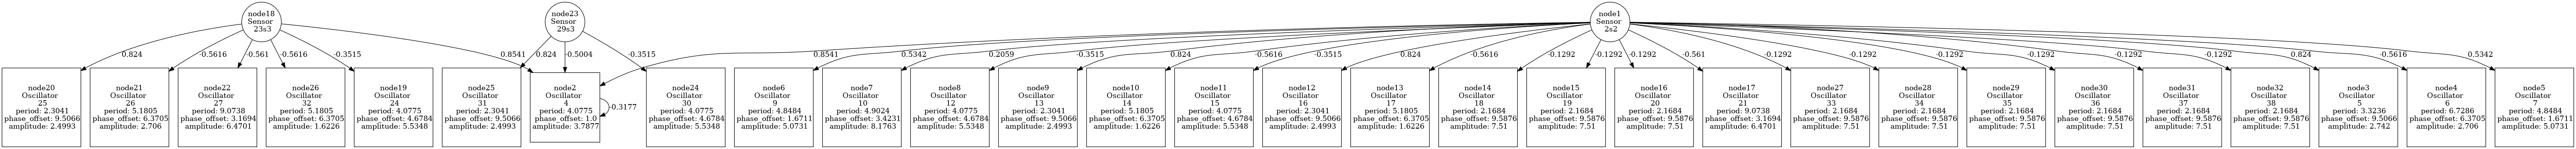 node18
Sensor
23s3
node23
Sensor
29s3
node1
Sensor
2s2
0.824
-0.5616
-0.561
-0.5616
-0.3515
0.8541
0.824
-0.5004
-0.3515
0.8541
0.5342
0.2059
-0.3515
0.824
-0.5616
-0.3515
0.824
-0.5616
-0.1292
-0.1292
-0.1292
-0.561
-0.1292
-0.1292
-0.1292
-0.1292
-0.1292
-0.1292
0.824
-0.5616
0.5342
node20
Oscillator
25
period: 2.3041
phase_offset: 9.5066
amplitude: 2.4993
node21
Oscillator
26
period: 5.1805
phase_offset: 6.3705
amplitude: 2.706
node22
Oscillator
27
period: 9.0738
phase_offset: 3.1694
amplitude: 6.4701
node26
Oscillator
32
period: 5.1805
phase_offset: 6.3705
amplitude: 1.6226
node19
Oscillator
24
period: 4.0775
phase_offset: 4.6784
amplitude: 5.5348
node25
Oscillator
31
period: 2.3041
phase_offset: 9.5066
amplitude: 2.4993
node2
Oscillator
4
period: 4.0775
phase_offset: 1.0
amplitude: 3.7877
-0.3177
node24
Oscillator
30
period: 4.0775
phase_offset: 4.6784
amplitude: 5.5348
node6
Oscillator
9
period: 4.8484
phase_offset: 1.6711
amplitude: 5.0731
node7
Oscillator
10
period: 4.9024
phase_offset: 3.4231
amplitude: 8.1763
node8
Oscillator
12
period: 4.0775
phase_offset: 4.6784
amplitude: 5.5348
node9
Oscillator
13
period: 2.3041
phase_offset: 9.5066
amplitude: 2.4993
node10
Oscillator
14
period: 5.1805
phase_offset: 6.3705
amplitude: 1.6226
node11
Oscillator
15
period: 4.0775
phase_offset: 4.6784
amplitude: 5.5348
node12
Oscillator
16
period: 2.3041
phase_offset: 9.5066
amplitude: 2.4993
node13
Oscillator
17
period: 5.1805
phase_offset: 6.3705
amplitude: 1.6226
node14
Oscillator
18
period: 2.1684
phase_offset: 9.5876
amplitude: 7.51
node15
Oscillator
19
period: 2.1684
phase_offset: 9.5876
amplitude: 7.51
node16
Oscillator
20
period: 2.1684
phase_offset: 9.5876
amplitude: 7.51
node17
Oscillator
21
period: 9.0738
phase_offset: 3.1694
amplitude: 6.4701
node27
Oscillator
33
period: 2.1684
phase_offset: 9.5876
amplitude: 7.51
node28
Oscillator
34
period: 2.1684
phase_offset: 9.5876
amplitude: 7.51
node29
Oscillator
35
period: 2.1684
phase_offset: 9.5876
amplitude: 7.51
node30
Oscillator
36
period: 2.1684
phase_offset: 9.5876
amplitude: 7.51
node31
Oscillator
37
period: 2.1684
phase_offset: 9.5876
amplitude: 7.51
node32
Oscillator
38
period: 2.1684
phase_offset: 9.5876
amplitude: 7.51
node3
Oscillator
5
period: 3.3236
phase_offset: 9.5066
amplitude: 2.742
node4
Oscillator
6
period: 6.7286
phase_offset: 6.3705
amplitude: 2.706
node5
Oscillator
7
period: 4.8484
phase_offset: 1.6711
amplitude: 5.0731